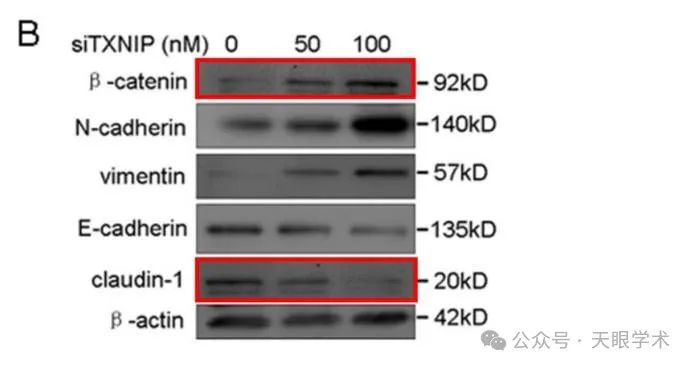 B
siTXNIP (nM) 0 50 100
β-catenin 92kD
N-cadherin 140kD
vimentin 57kD
E-cadherin 135kD
claudin-1 20kD
β-actin 42kD
公众号 · 天眼学术